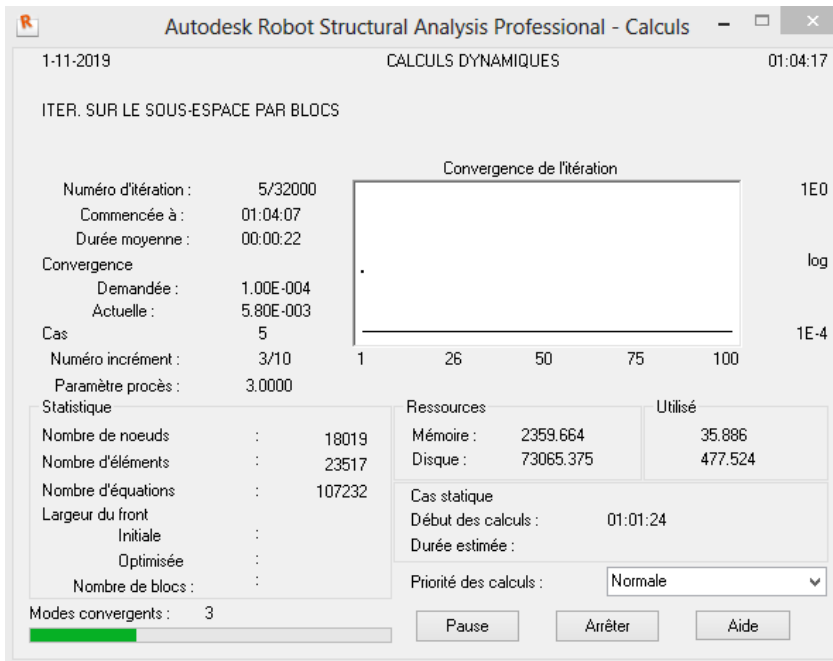 Autodesk Robot Structural Analysis Professional - Calculs
1-11-2019 CALCULS DYNAMIQUES 01:04:17
ITER. SUR LE SOUS-ESPACE PAR BLOCS
Convergence de l'itération
Numéro d'itération : 5/32000 1E0
Commencée à : 01:04:07
Durée moyenne : 00:00:22
Convergence log
Demandée : 1.00E-004
Actuelle : 5.80E-003
Cas 5 1E-4
Numéro incrément : 3/10 1 26 50 75 100
Paramètre procès : 3.0000
Statistique Ressources Utilisé
Nombre de noeuds : 18019 Mémoire : 2359.664 35.886
Nombre d'éléments : 23517 Disque : 73065.375 477.524
Nombre d'équations : 107232 Cas statique
Largeur du front Début des calculs : 01:01:24
Initiale : Durée estimée :
Optimisée :
Nombre de blocs : : Priorité des calculs : Normale
Modes convergents : 3
Pause Arrêter Aide